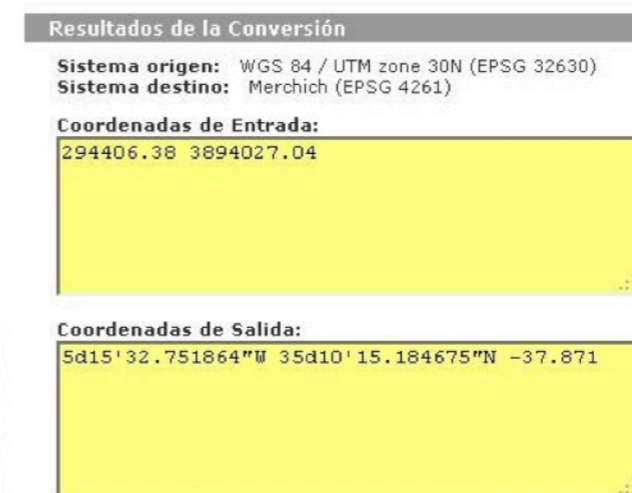 Resultados de la Conversión
Sistema origen: WGS 84 / UTM zone 30N (EPSG 32630)
Sistema destino: Merchich (EPSG 4261)
Coordenadas de Entrada:
294406.38 3894027.04
Coordenadas de Salida:
5d15'32.751864"W 35d10'15.184675"N -37.871